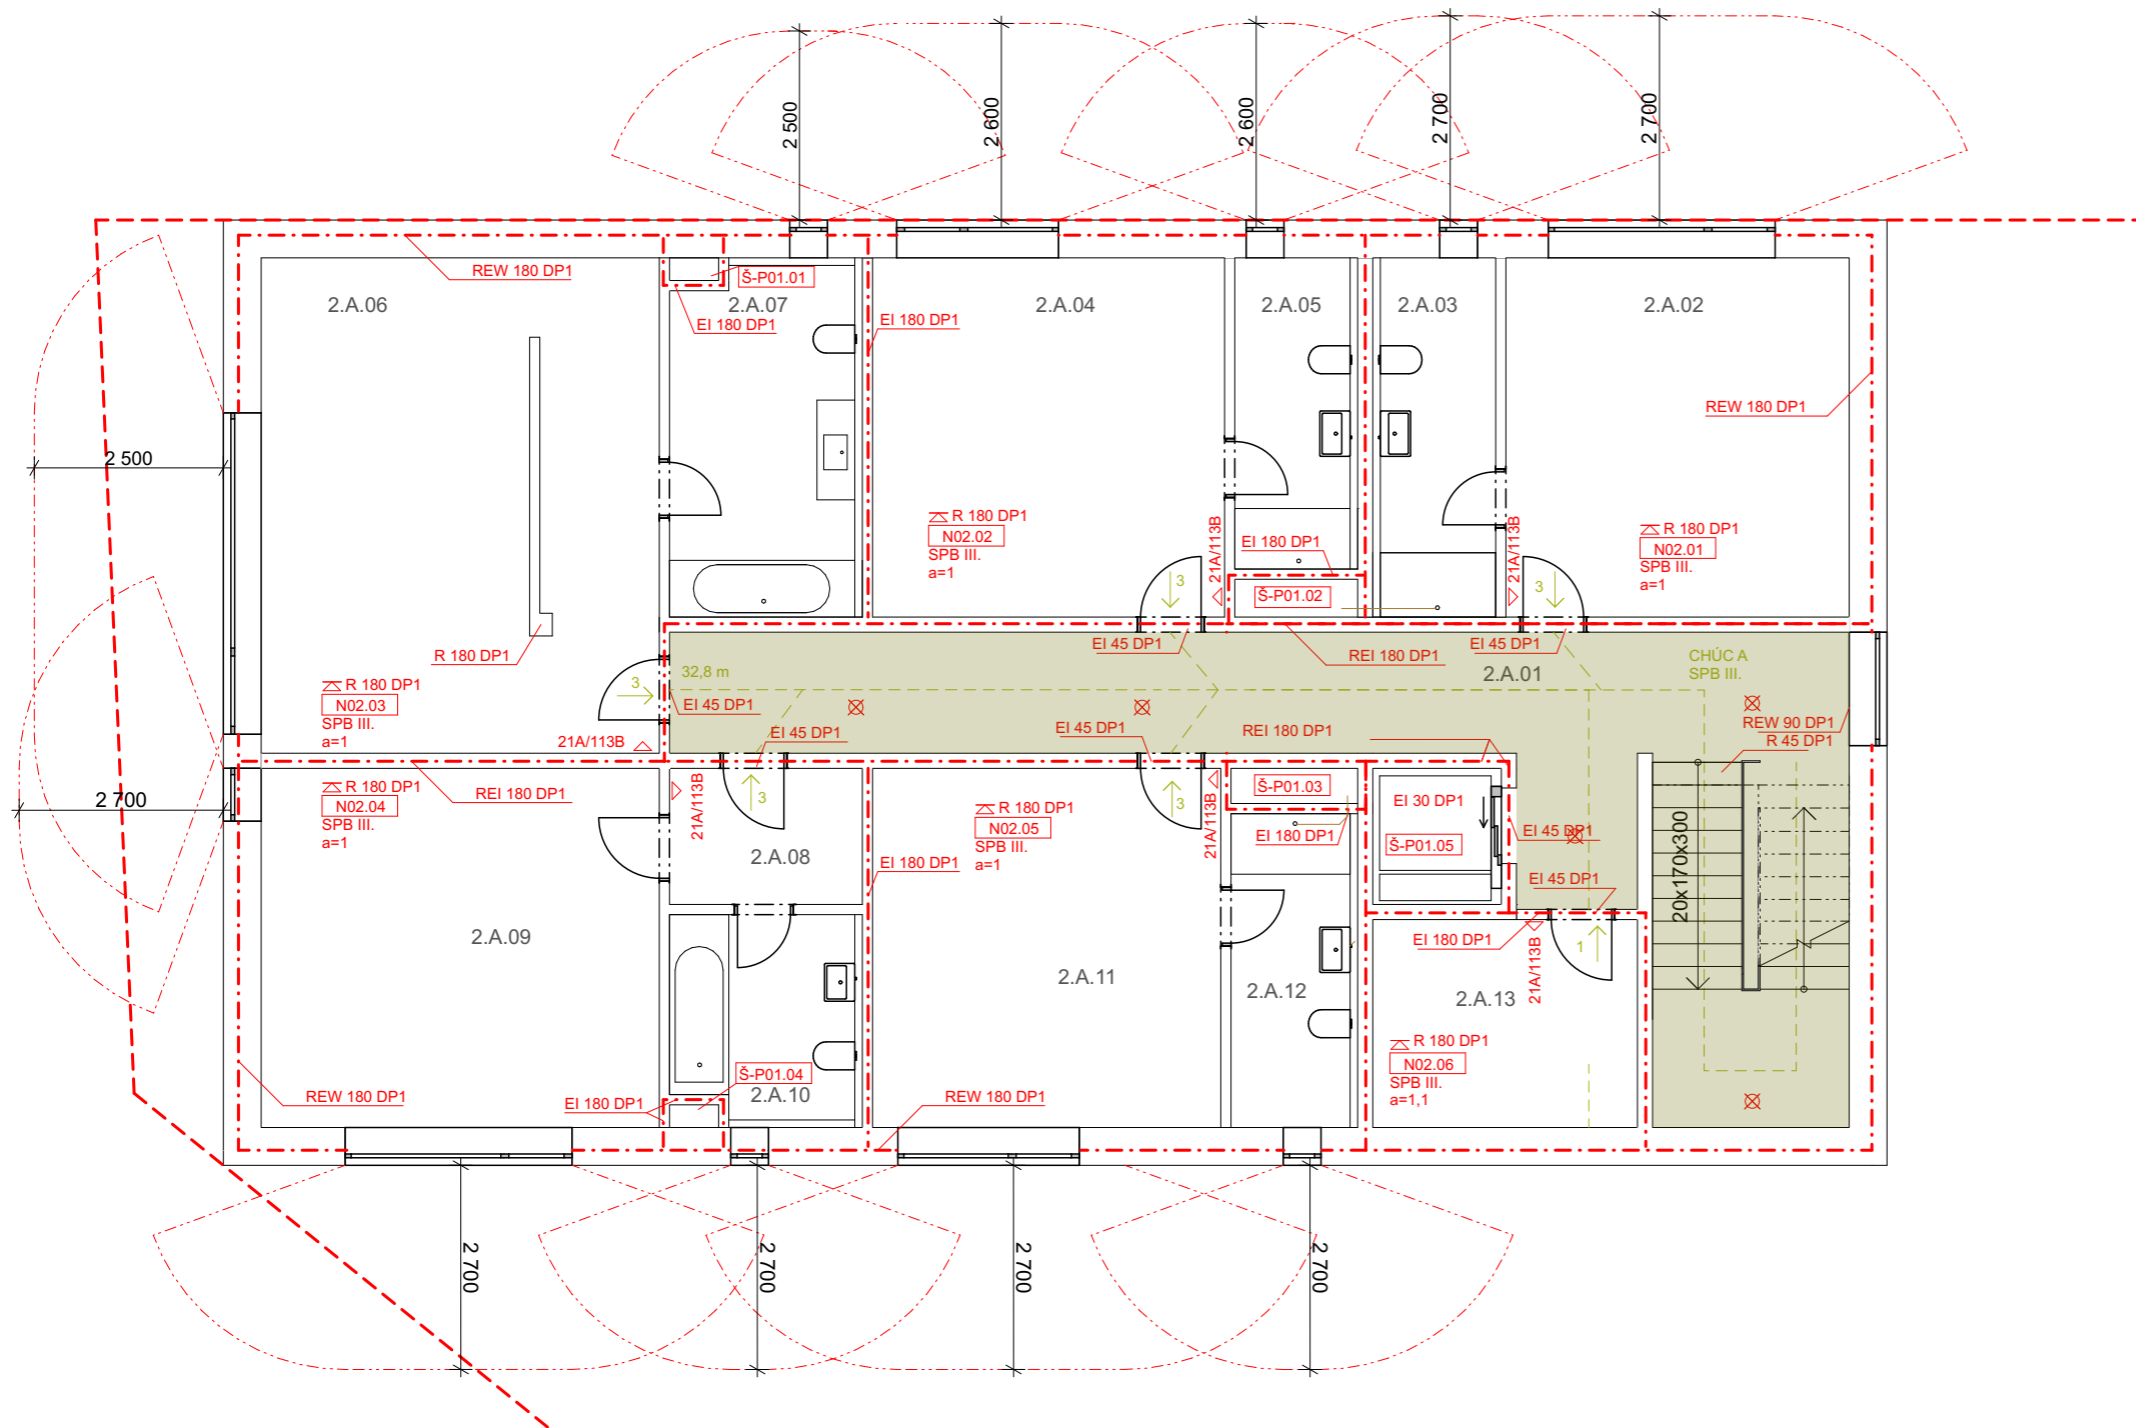 2 500
2 600
2 600
2 700
2 700
REW 180 DP1
Š-P01.01
2.A.06
2.A.07
2.A.04
2.A.05
2.A.03
2.A.02
EI 180 DP1
EI 180 DP1
REW 180 DP1
2 500
R 180 DP1
N02.02
SPB III.
a=1
21A/113B
EI 180 DP1
21A/113B
R 180 DP1
N02.01
SPB III.
a=1
3
Š-P01.02
3
R 180 DP1
EI 45 DP1
REI 180 DP1
EI 45 DP1
CHÚC A
SPB III.
32,8 m
2.A.01
R 180 DP1
N02.03
SPB III.
a=1
3
EI 45 DP1
21A/113B
EI 45 DP1
EI 45 DP1
REI 180 DP1
REW 90 DP1
R 45 DP1
2 700
R 180 DP1
N02.04
SPB III.
a=1
REI 180 DP1
21A/113B
3
R 180 DP1
N02.05
SPB III.
a=1
3
21A/113B
Š-P01.03
EI 180 DP1
EI 30 DP1
Š-P01.05
EI 45 DP1
20x170x300
2.A.08
EI 180 DP1
EI 45 DP1
2.A.09
2.A.11
2.A.12
EI 180 DP1
21A/113B
1
2.A.13
R 180 DP1
N02.06
SPB III.
a=1,1
REW 180 DP1
EI 180 DP1
Š-P01.04
2.A.10
REW 180 DP1
2 700
2 700
2 700
2 700